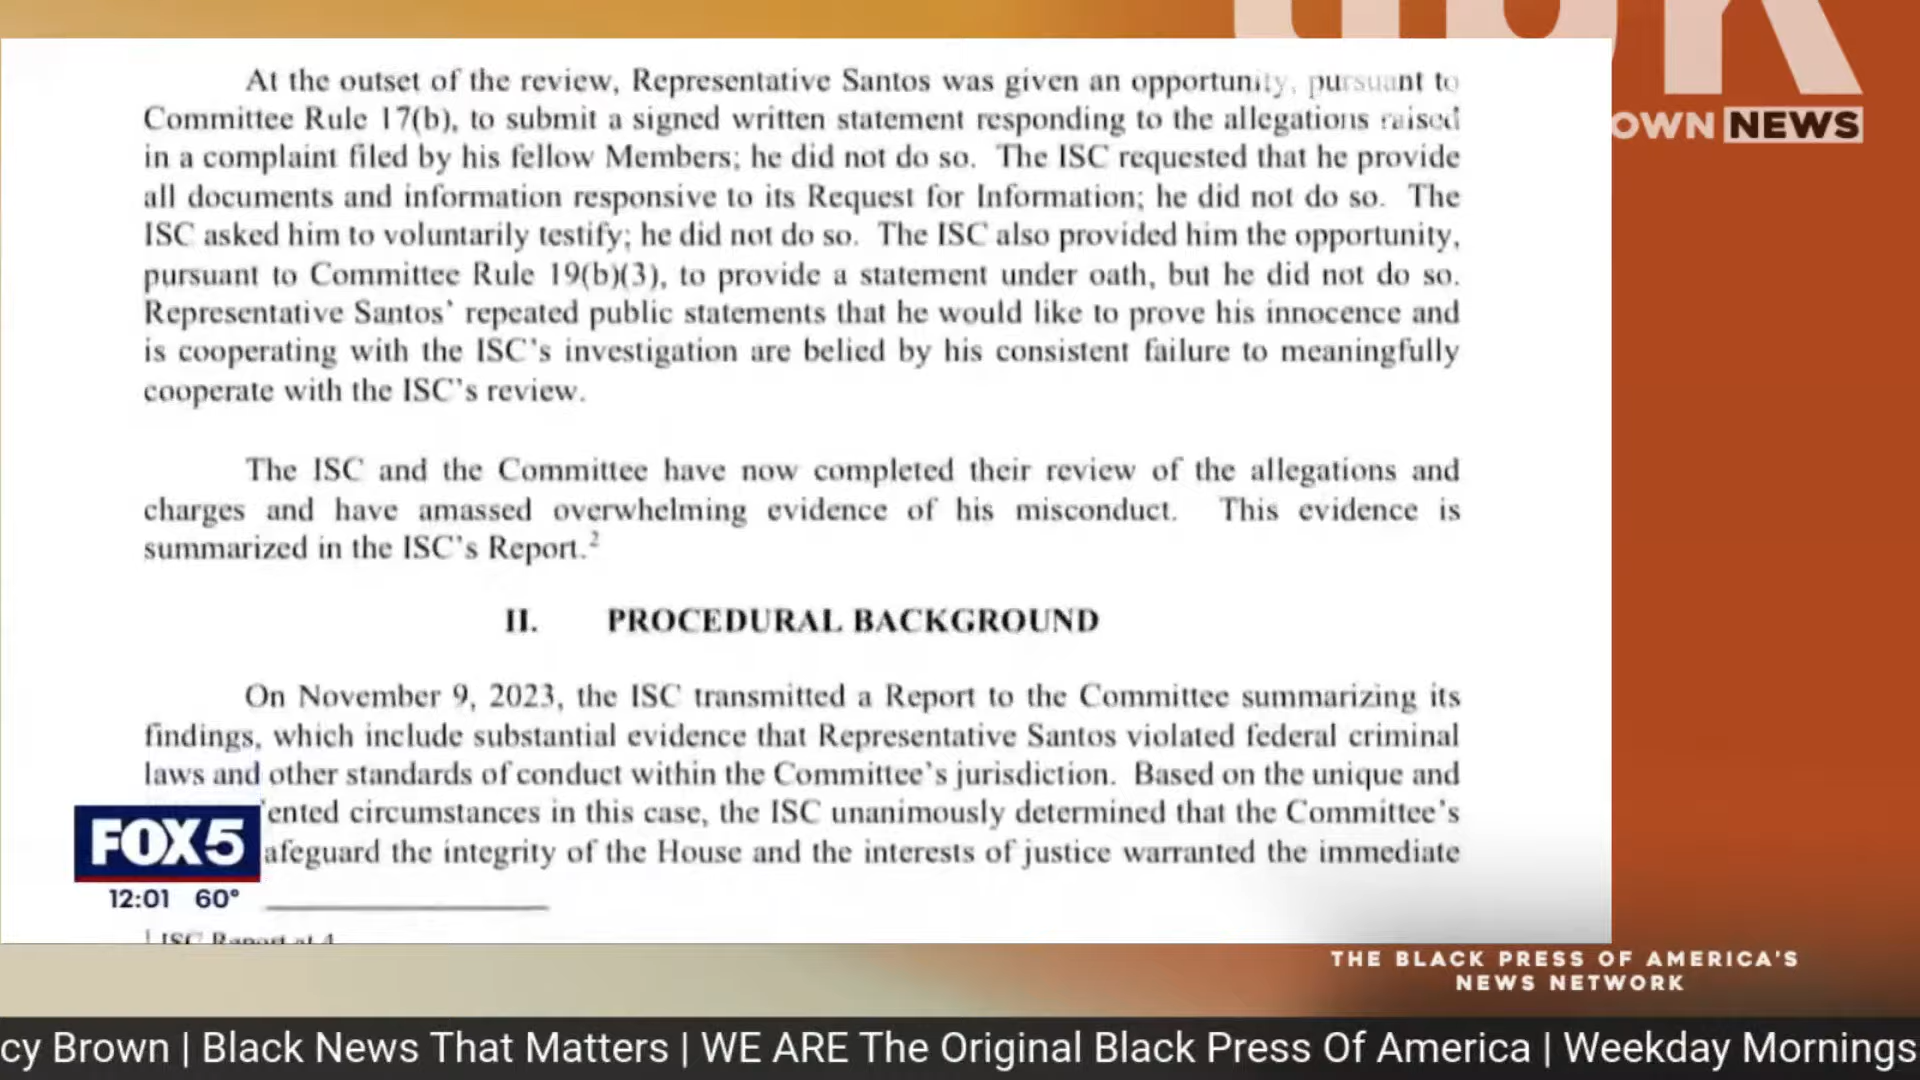 At the outset of the review, Representative Santos was given an opportunity, pursuant to
Committee Rule 17(b), to submit a signed written statement responding to the allegations raised
in a complaint filed by his fellow Members; he did not do so. The ISC requested that he provide
all documents and information responsive to its Request for Information; he did not do so. The
ISC asked him to voluntarily testify; he did not do so. The ISC also provided him the opportunity,
pursuant to Committee Rule 19(b)(3), to provide a statement under oath, but he did not do so.
Representative Santos' repeated public statements that he would like to prove his innocence and
is cooperating with the ISC's investigation are belied by his consistent failure to meaningfully
cooperate with the ISC's review.
The ISC and the Committee have now completed their review of the allegations and
charges and have amassed overwhelming evidence of his misconduct. This evidence is
summarized in the ISC's Report.²
II. PROCEDURAL BACKGROUND
On November 9, 2023, the ISC transmitted a Report to the Committee summarizing its
findings, which include substantial evidence that Representative Santos violated federal criminal
laws and other standards of conduct within the Committee's jurisdiction. Based on the unique and
ented circumstances in this case, the ISC unanimously determined that the Committee's
afeguard the integrity of the House and the interests of justice warranted the immediate
FOX 5
12:01 60°
ISC Report at 4
OWN NEWS
THE BLACK PRESS OF AMERICA'S
NEWS NETWORK
cy Brown | Black News That Matters | WE ARE The Original Black Press Of America | Weekday Mornings